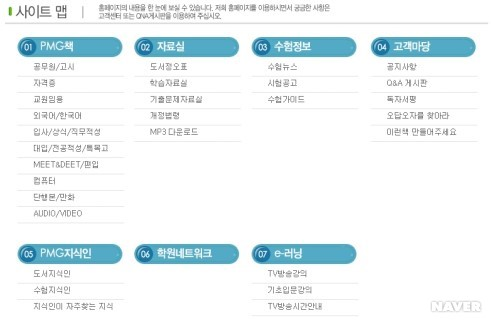 사이트 맵
홈페이지의 내용을 한 눈에 보실 수 있습니다. 저희 홈페이지를 이용하시면서 궁금한 사항은
고객센터 또는 QNA게시판을 이용하여 주십시오.
01 PMG책
공무원/고시
자격증
교원임용
외국어/한국어
입사/상식/직무적성
대입/전공적성/특목고
MEET&DEET/편입
컴퓨터
단행본/만화
AUDIO/VIDEO
02 자료실
도서정오표
학습자료실
기출문제자료실
개정법령
MP3 다운로드
03 수험정보
수험뉴스
시험공고
수험가이드
04 고객마당
공지사항
Q&A 게시판
독자서평
오답오자를 찾아라
이런책 만들어주세요
05 PMG지식인
도서지식인
수험지식인
지식인이 자주찾는 지식
06 학원네트워크
07 e-러닝
TV방송강의
기초입문강의
TV방송시간안내
NAVER